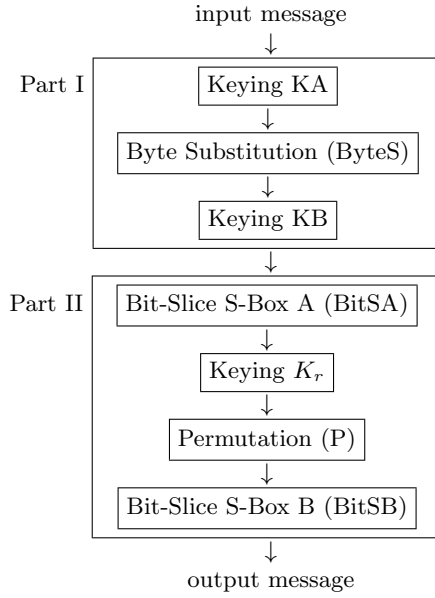 input message
Part I
Keying KA
Byte Substitution (ByteS)
Keying KB
Part II
Bit-Slice S-Box A (BitSA)
Keying K_r
Permutation (P)
Bit-Slice S-Box B (BitSB)
output message